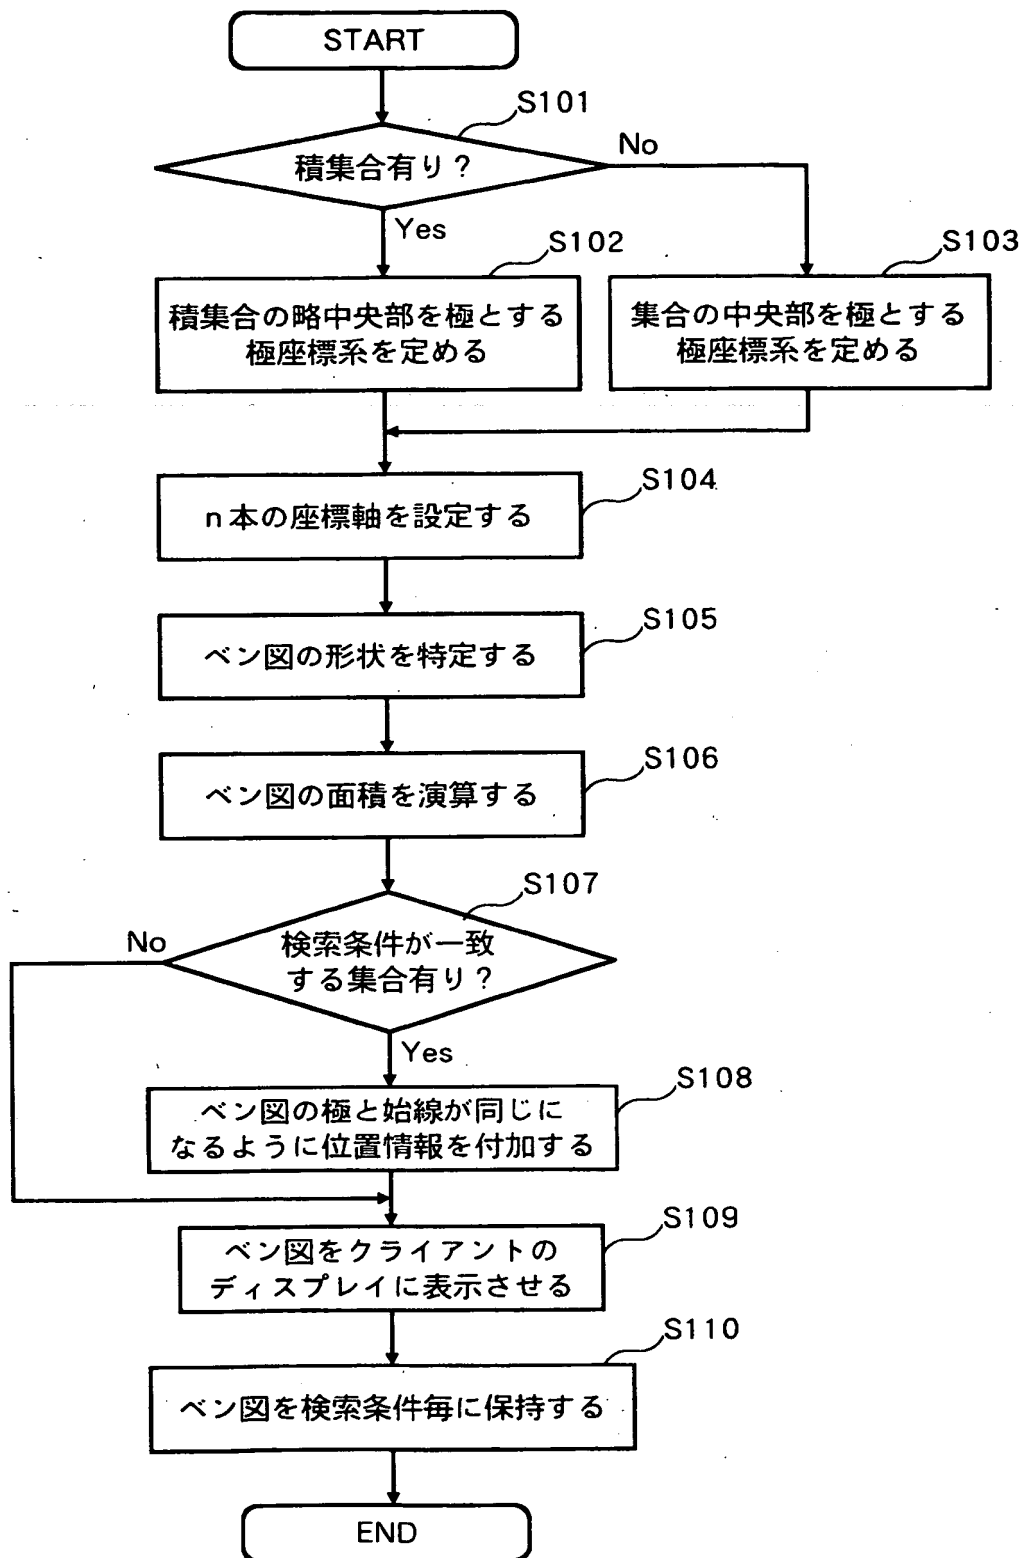 START
S101
積集合有り?
No
Yes
S102
S103
積集合の略中央部を極とする
極座標系を定める
集合の中央部を極とする
極座標系を定める
S104
n本の座標軸を設定する
S105
ベン図の形状を特定する
S106
ベン図の面積を演算する
S107
No
検索条件が一致
する集合有り?
Yes
S108
ベン図の極と始線が同じに
なるように位置情報を付加する
S109
ベン図をクライアントの
ディスプレイに表示させる
S110
ベン図を検索条件毎に保持する
END